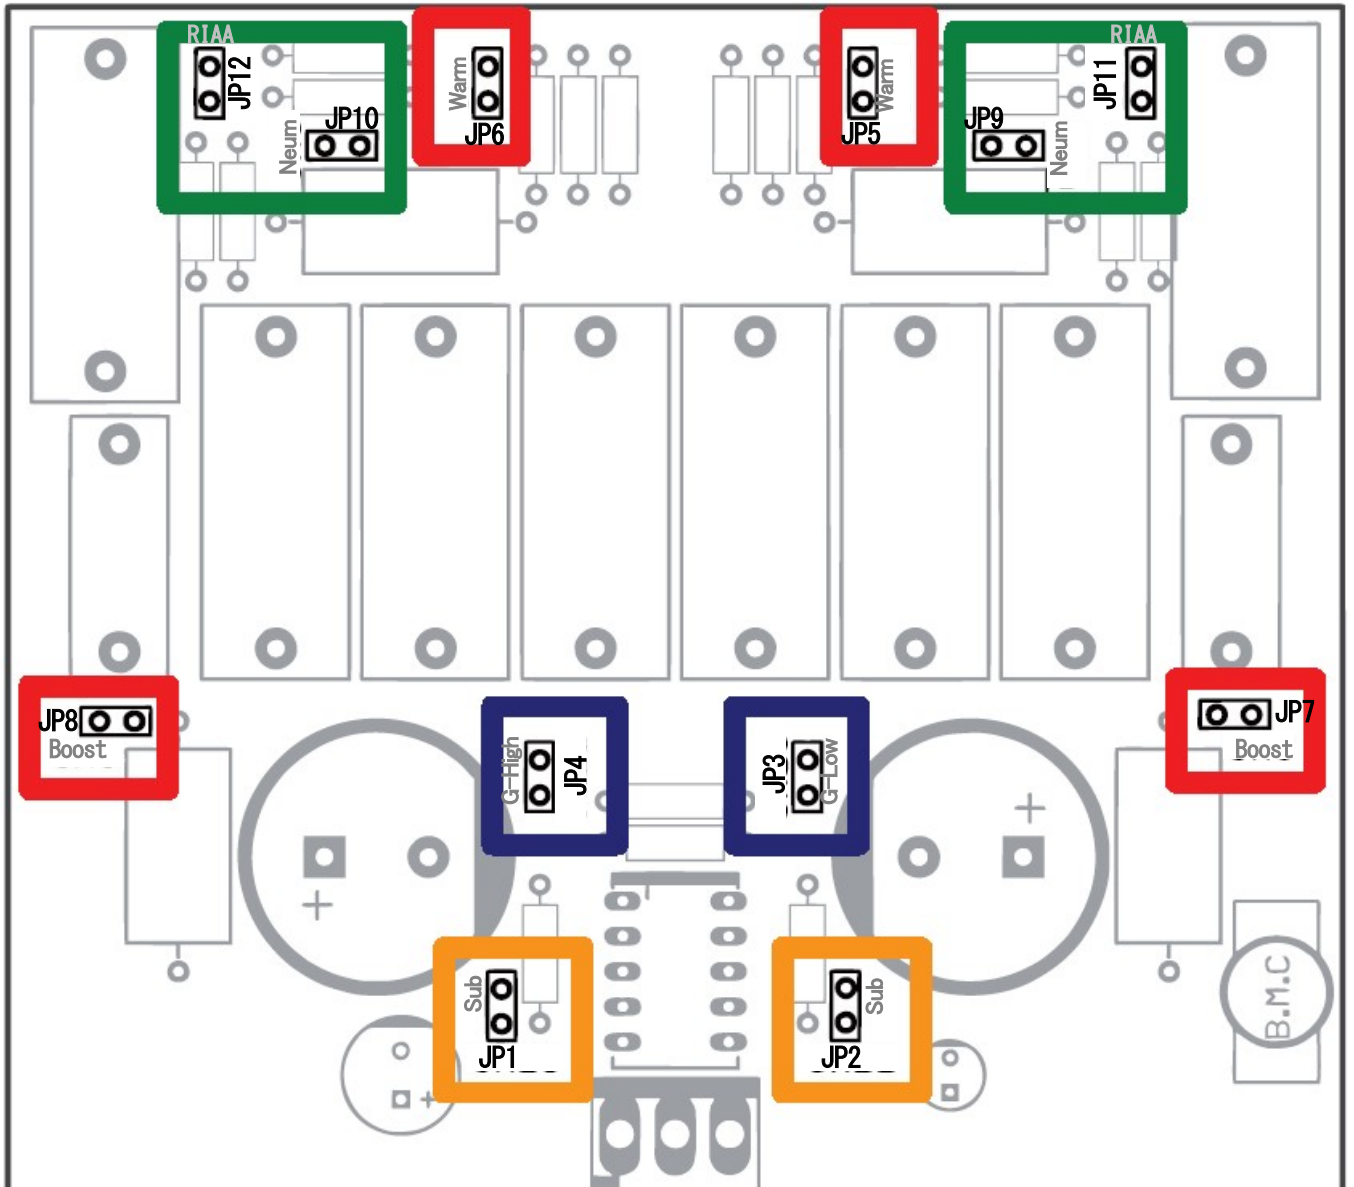 RIAA
JP12
JP10
Neum
Warm
JP6
Warm
JP5
RIAA
JP11
JP9
Neum
JP8
Boost
JP7
Boost
G-High
JP4
JP3
G-Low
+
+
Sub
JP1
Sub
JP2
B.M.C
+